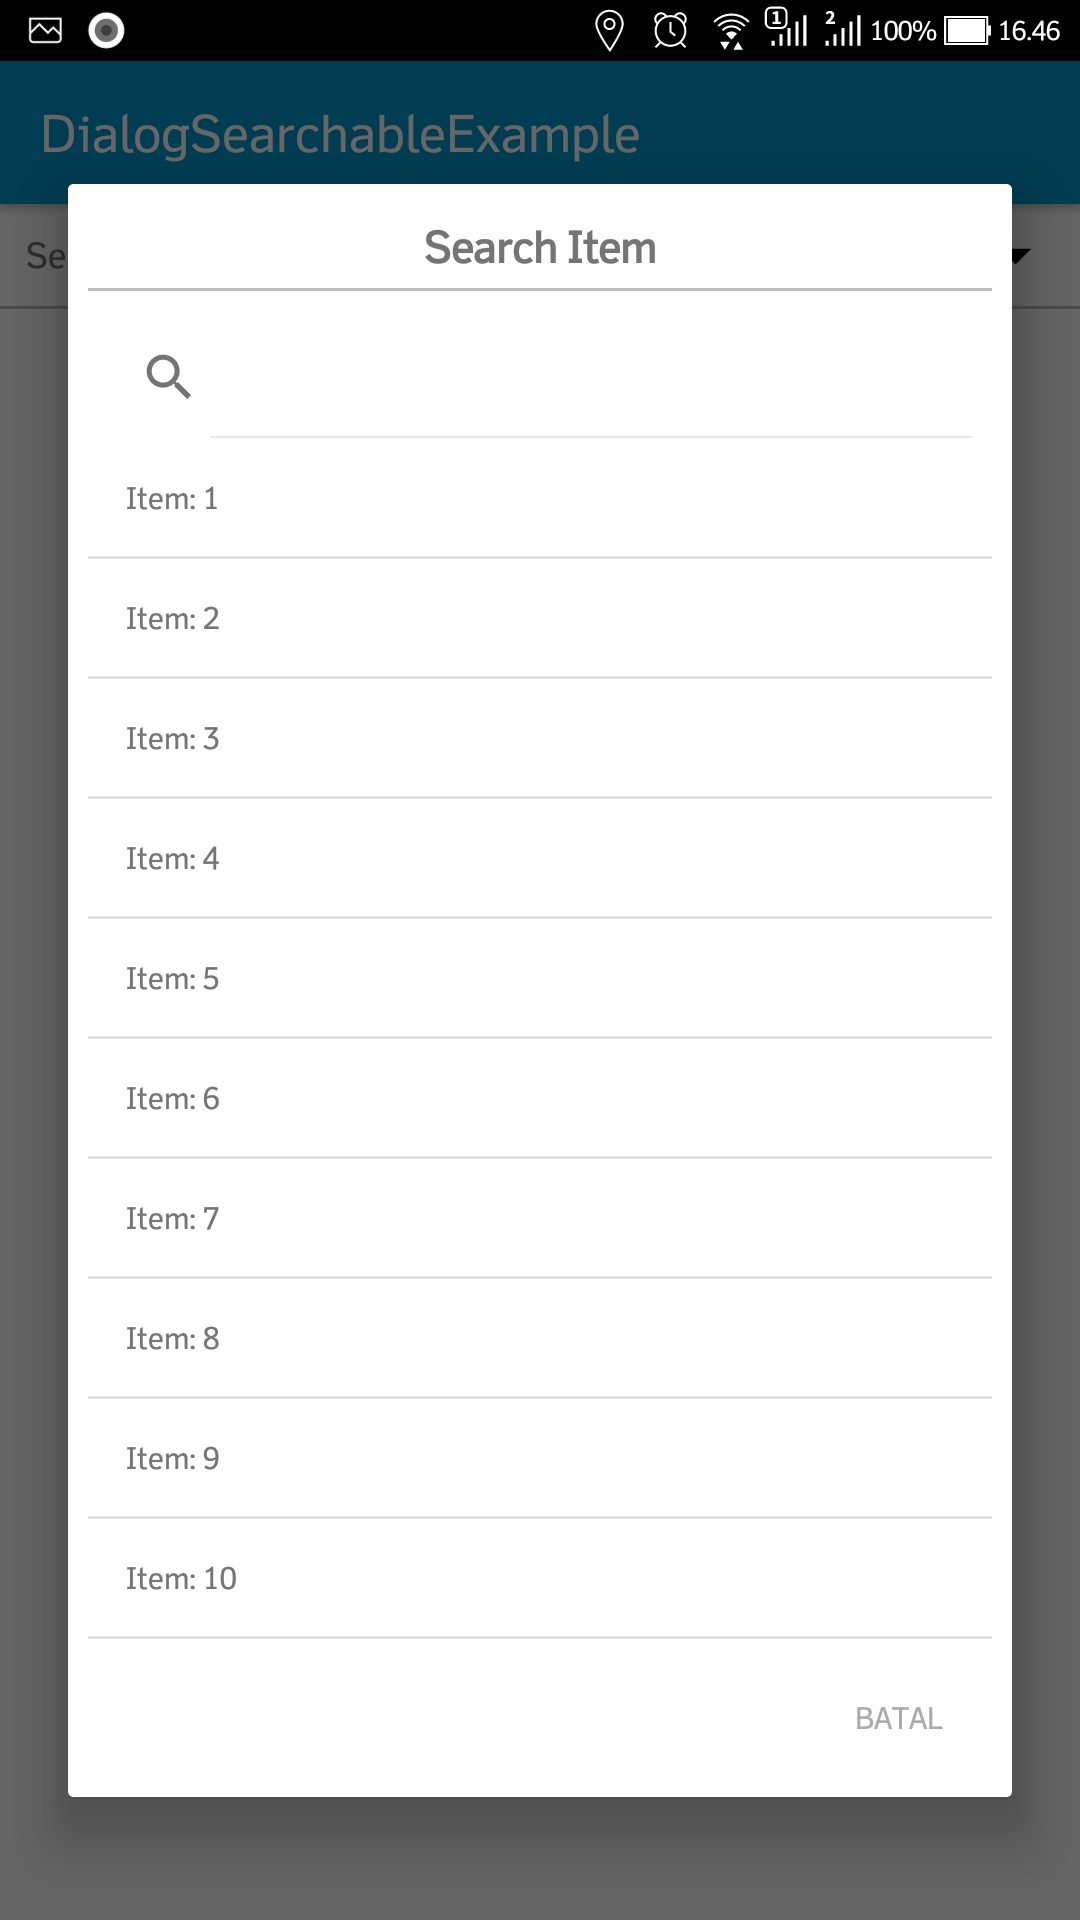 1 2 100% 16.46
DialogSearchableExample
Se
Search Item
Item: 1
Item: 2
Item: 3
Item: 4
Item: 5
Item: 6
Item: 7
Item: 8
Item: 9
Item: 10
BATAL